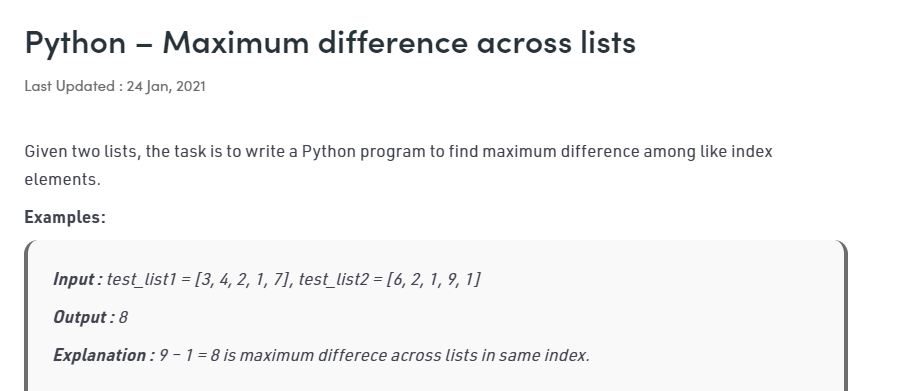 Python – Maximum difference across lists
Last Updated : 24 Jan, 2021
Given two lists, the task is to write a Python program to find maximum difference among like index
elements.
Examples:
Input : test_list1 = [3, 4, 2, 1, 7], test_list2 = [6, 2, 1, 9, 1]
Output : 8
Explanation : 9 – 1 = 8 is maximum differece across lists in same index.